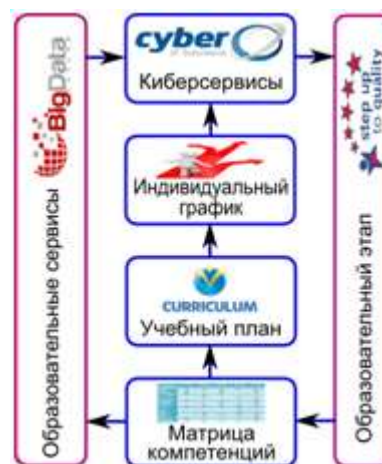 BigData
Образовательные сервисы
cyber
Киберсервисы
Индивидуальный
график
CURRICULUM
Учебный план
Матрица
компетенций
step up
to quality
Образовательный этап